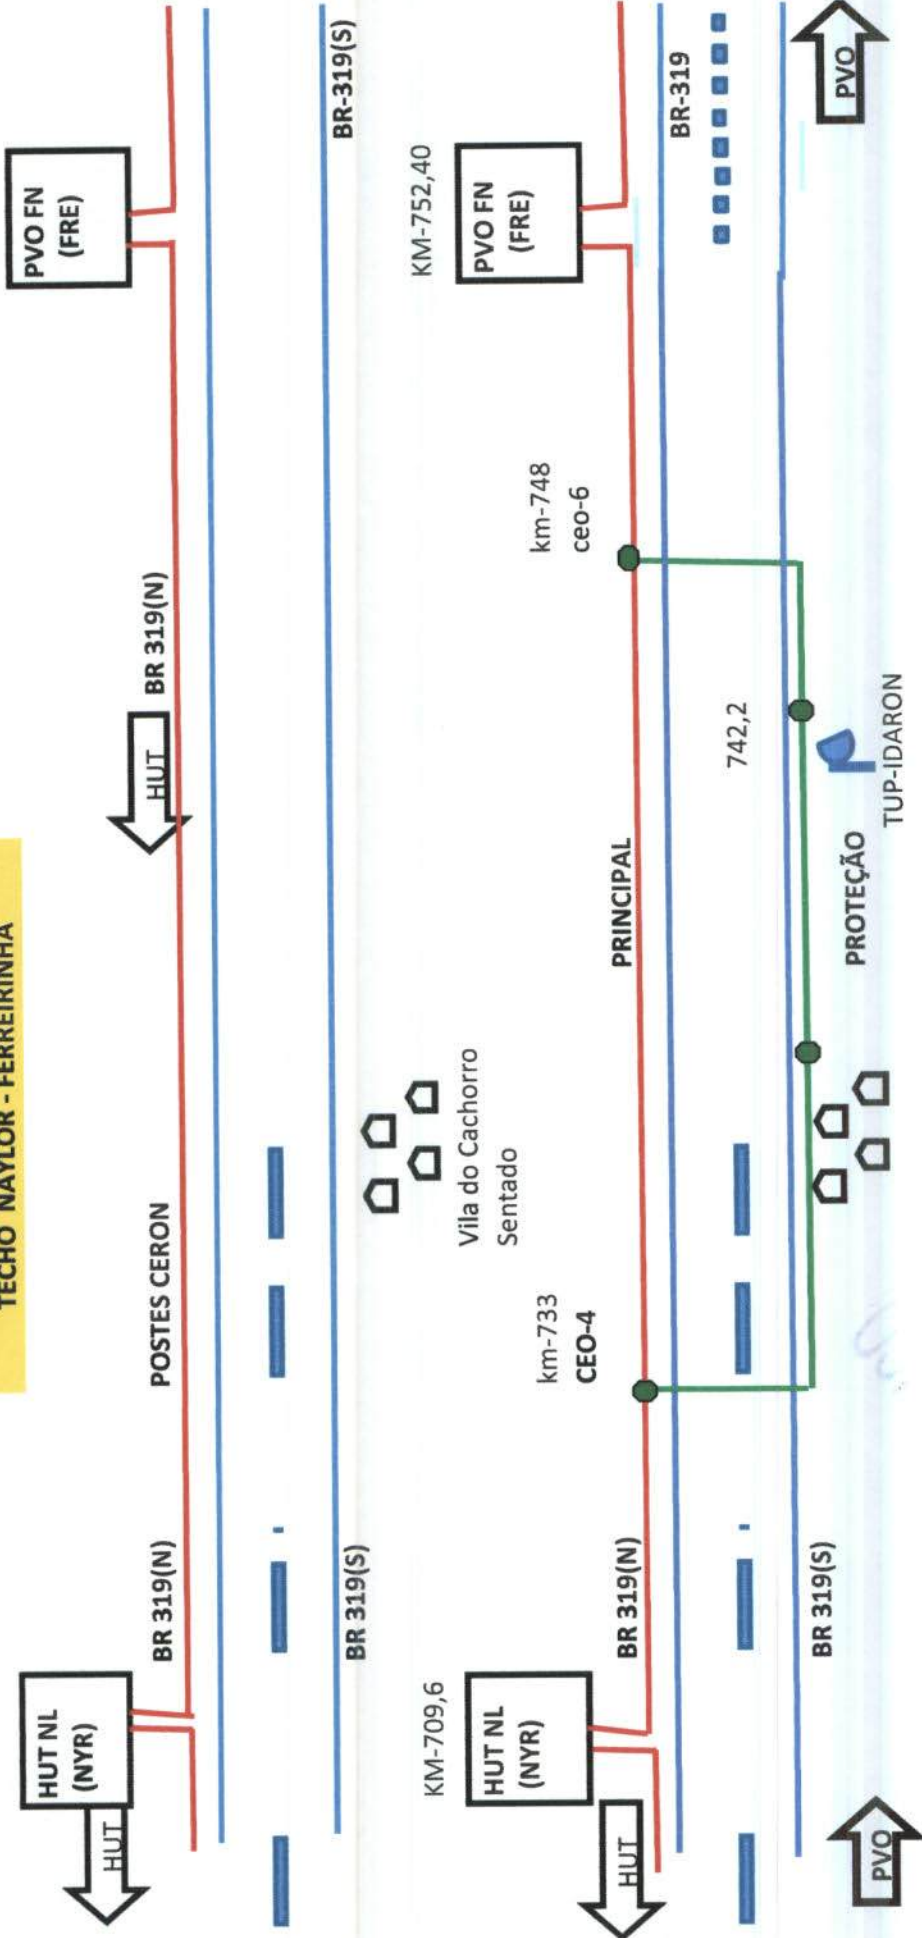 TECHO NAYLOR - FERREIRINHA
HUT NL
(NYR)
HUT
BR 319(N)
POSTES CERON
HUT
BR 319(N)
PVO FN
(FRE)
BR 319(S)
BR-319(S)
Vila do Cachorro
Sentado
KM-709,6
HUT NL
(NYR)
HUT
BR 319(N)
km-733
CEO-4
PRINCIPAL
km-748
ceo-6
KM-752,40
PVO FN
(FRE)
BR-319
742,2
BR 319(S)
PVO
PROTEÇÃO
TUP-IDARON
PVO